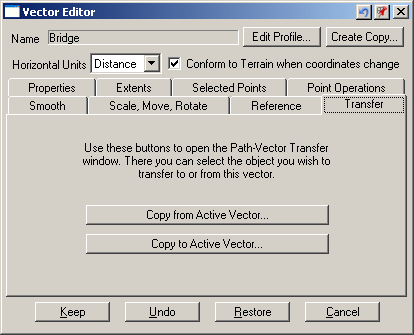 Vector Editor
Name Bridge Edit Profile... Create Copy...
Horizontal Units Distance Conform to Terrain when coordinates change
Properties Extents Selected Points Point Operations
Smooth Scale, Move, Rotate Reference Transfer
Use these buttons to open the Path-Vector Transfer
window. There you can select the object you wish to
transfer to or from this vector.
Copy from Active Vector...
Copy to Active Vector...
Keep Undo Restore Cancel